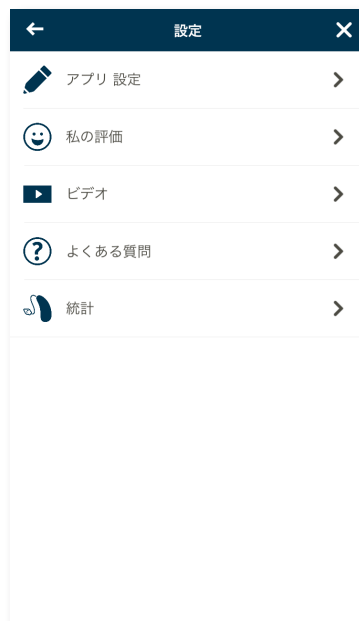 設定
アプリ 設定
私の評価
ビデオ
よくある質問
統計